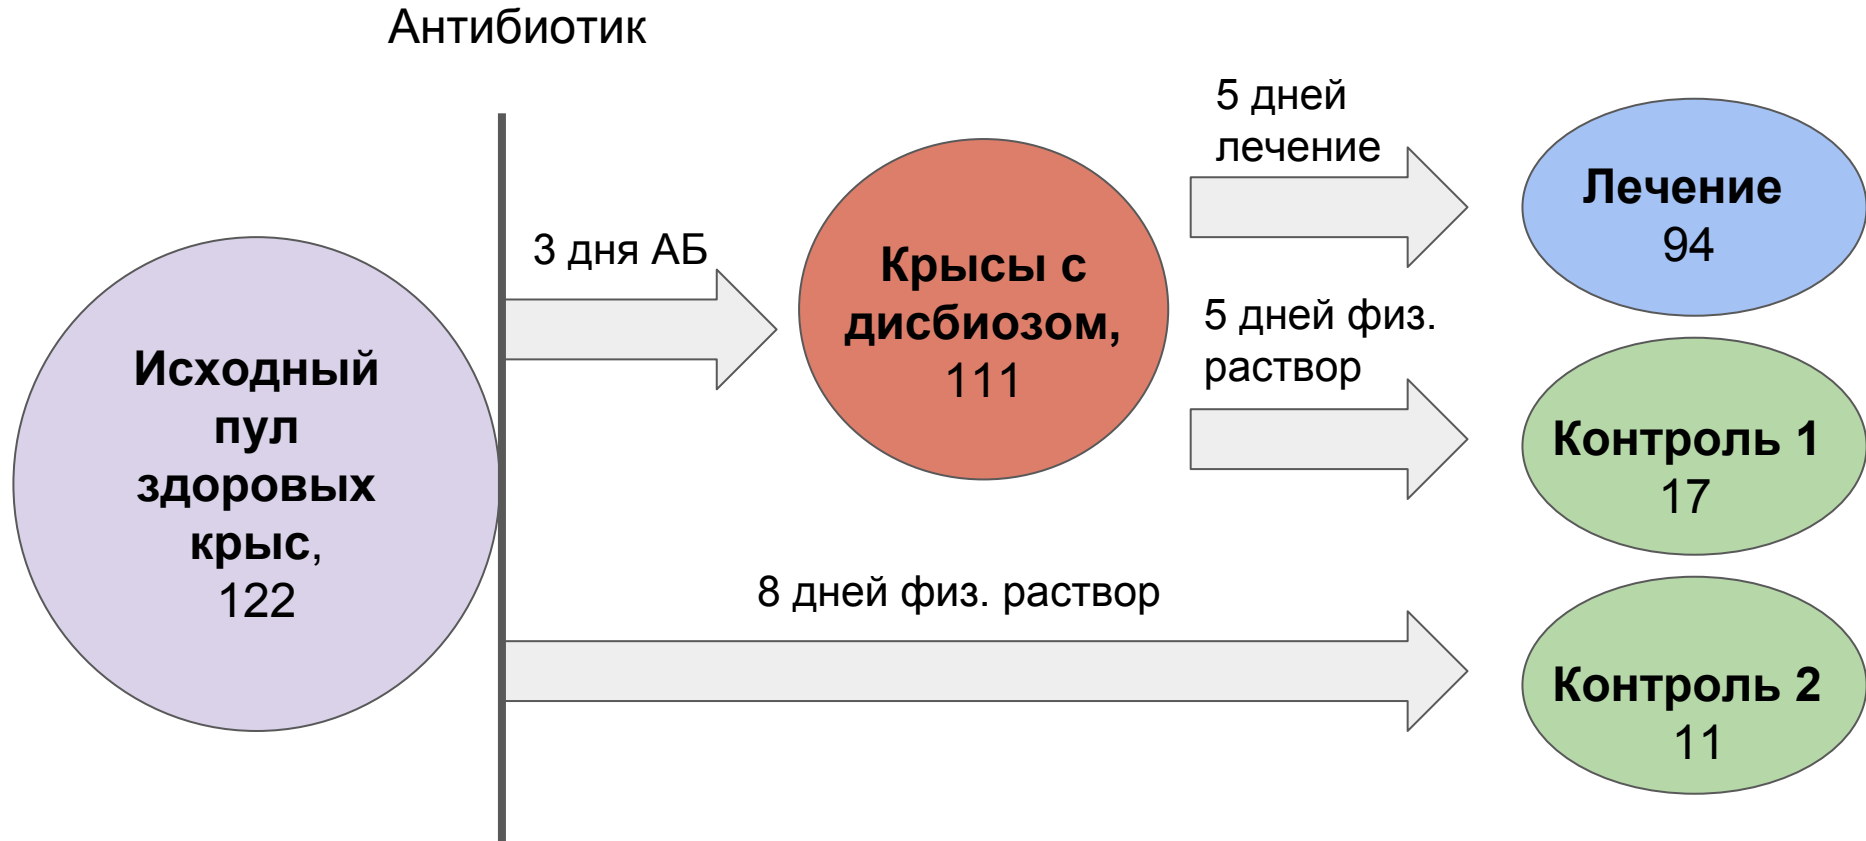 Антибиотик
Исходный
пул
здоровых
крыс,
122
3 дня АБ
Крысы с
дисбиозом,
111
5 дней
лечение
Лечение
94
5 дней физ.
раствор
Контроль 1
17
8 дней физ. раствор
Контроль 2
11